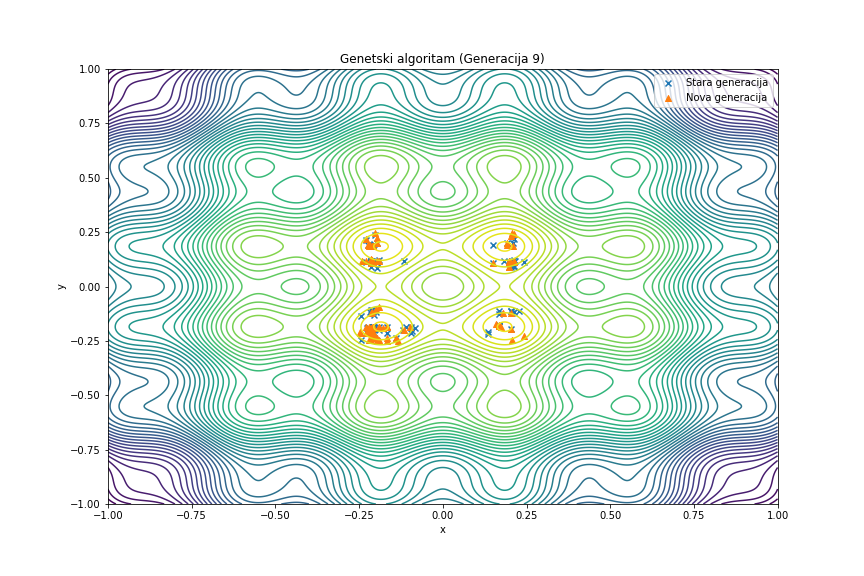 Genetski algoritam (Generacija 9)
Stara generacija
Nova generacija
1.00
0.75
0.50
0.25
0.00
−0.25
−0.50
−0.75
−1.00
y
−1.00 −0.75 −0.50 −0.25 0.00 0.25 0.50 0.75 1.00
x